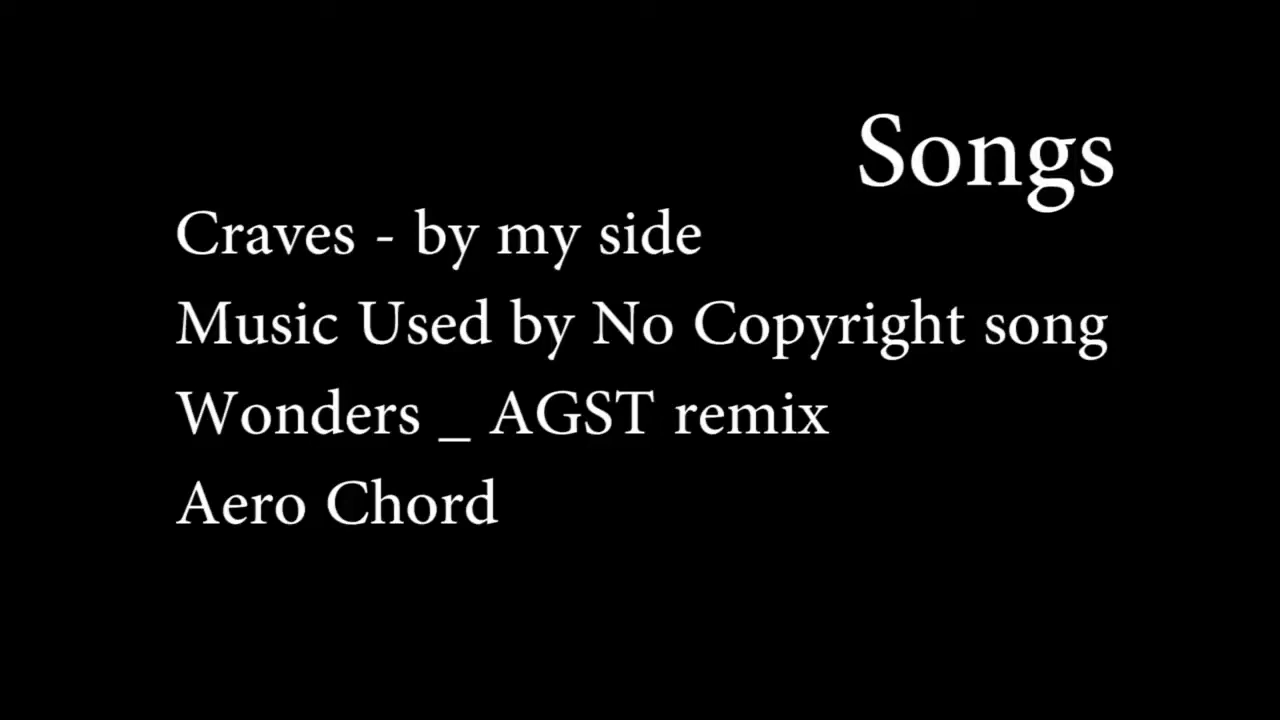 Songs
Craves - by my side
Music Used by No Copyright song
Wonders _ AGST remix
Aero Chord